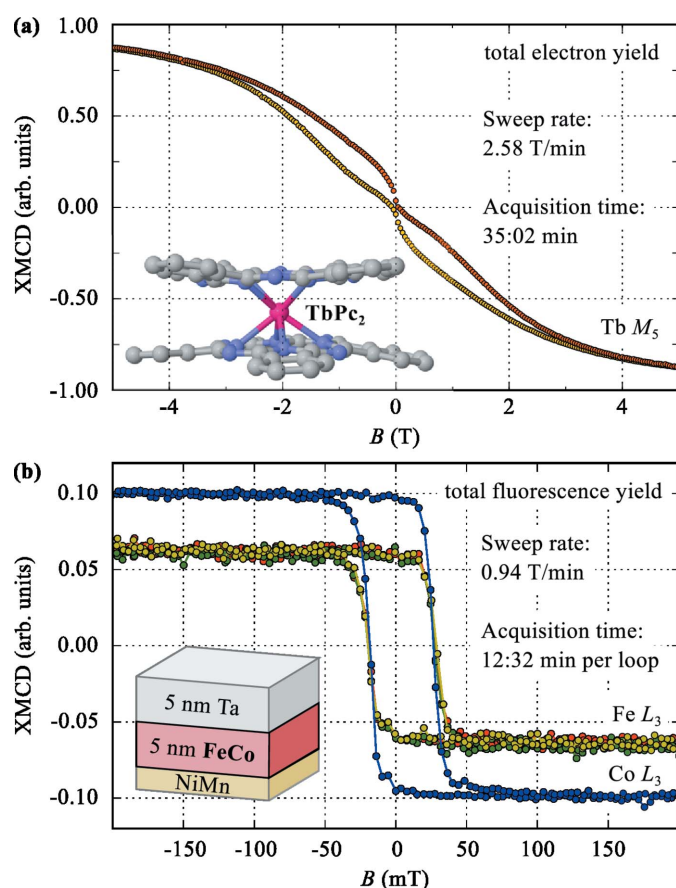 (a)
1.00
0.50
0.00
-0.50
-1.00
XMCD (arb. units)
total electron yield
Sweep rate:
2.58 T/min
Acquisition time:
35:02 min
TbPc2
Tb M5
-4 -2 0 2 4
B (T)
(b)
0.10
0.05
0.00
-0.05
-0.10
XMCD (arb. units)
total fluorescence yield
Sweep rate:
0.94 T/min
Acquisition time:
12:32 min per loop
5 nm Ta
5 nm FeCo
NiMn
Fe L3
Co L3
-150 -100 -50 0 50 100 150
B (mT)